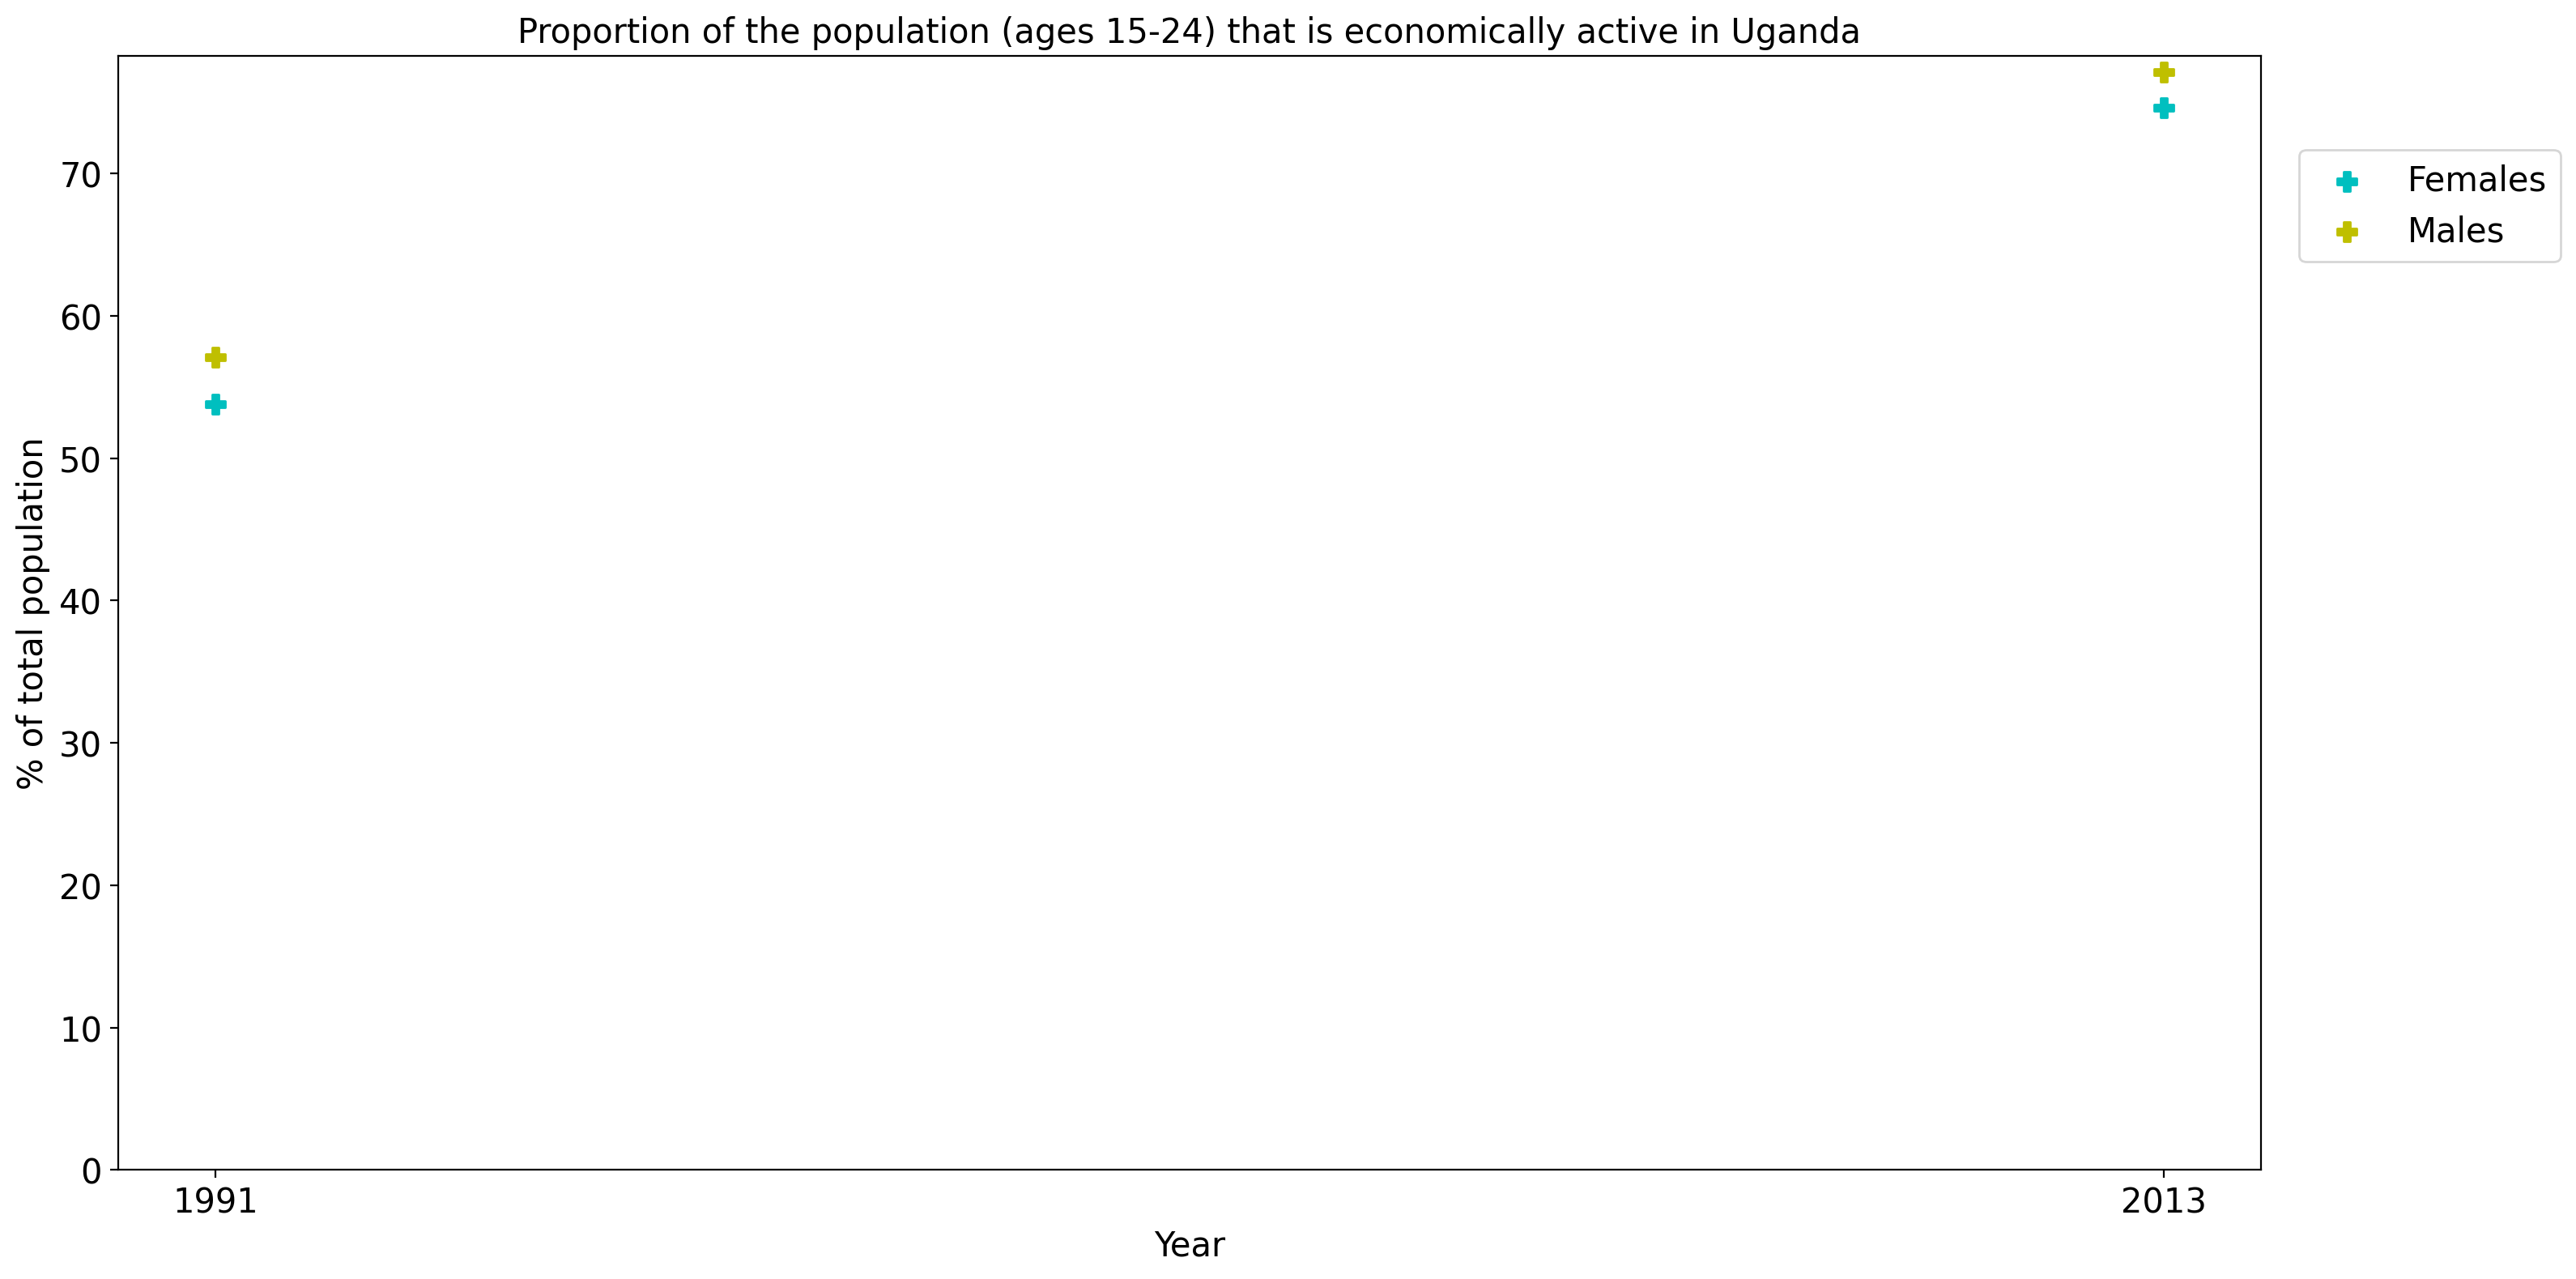 Proportion of the population (ages 15-24) that is economically active in Uganda
% of total population
70
60
50
40
30
20
10
0
1991
2013
Year
Females
Males